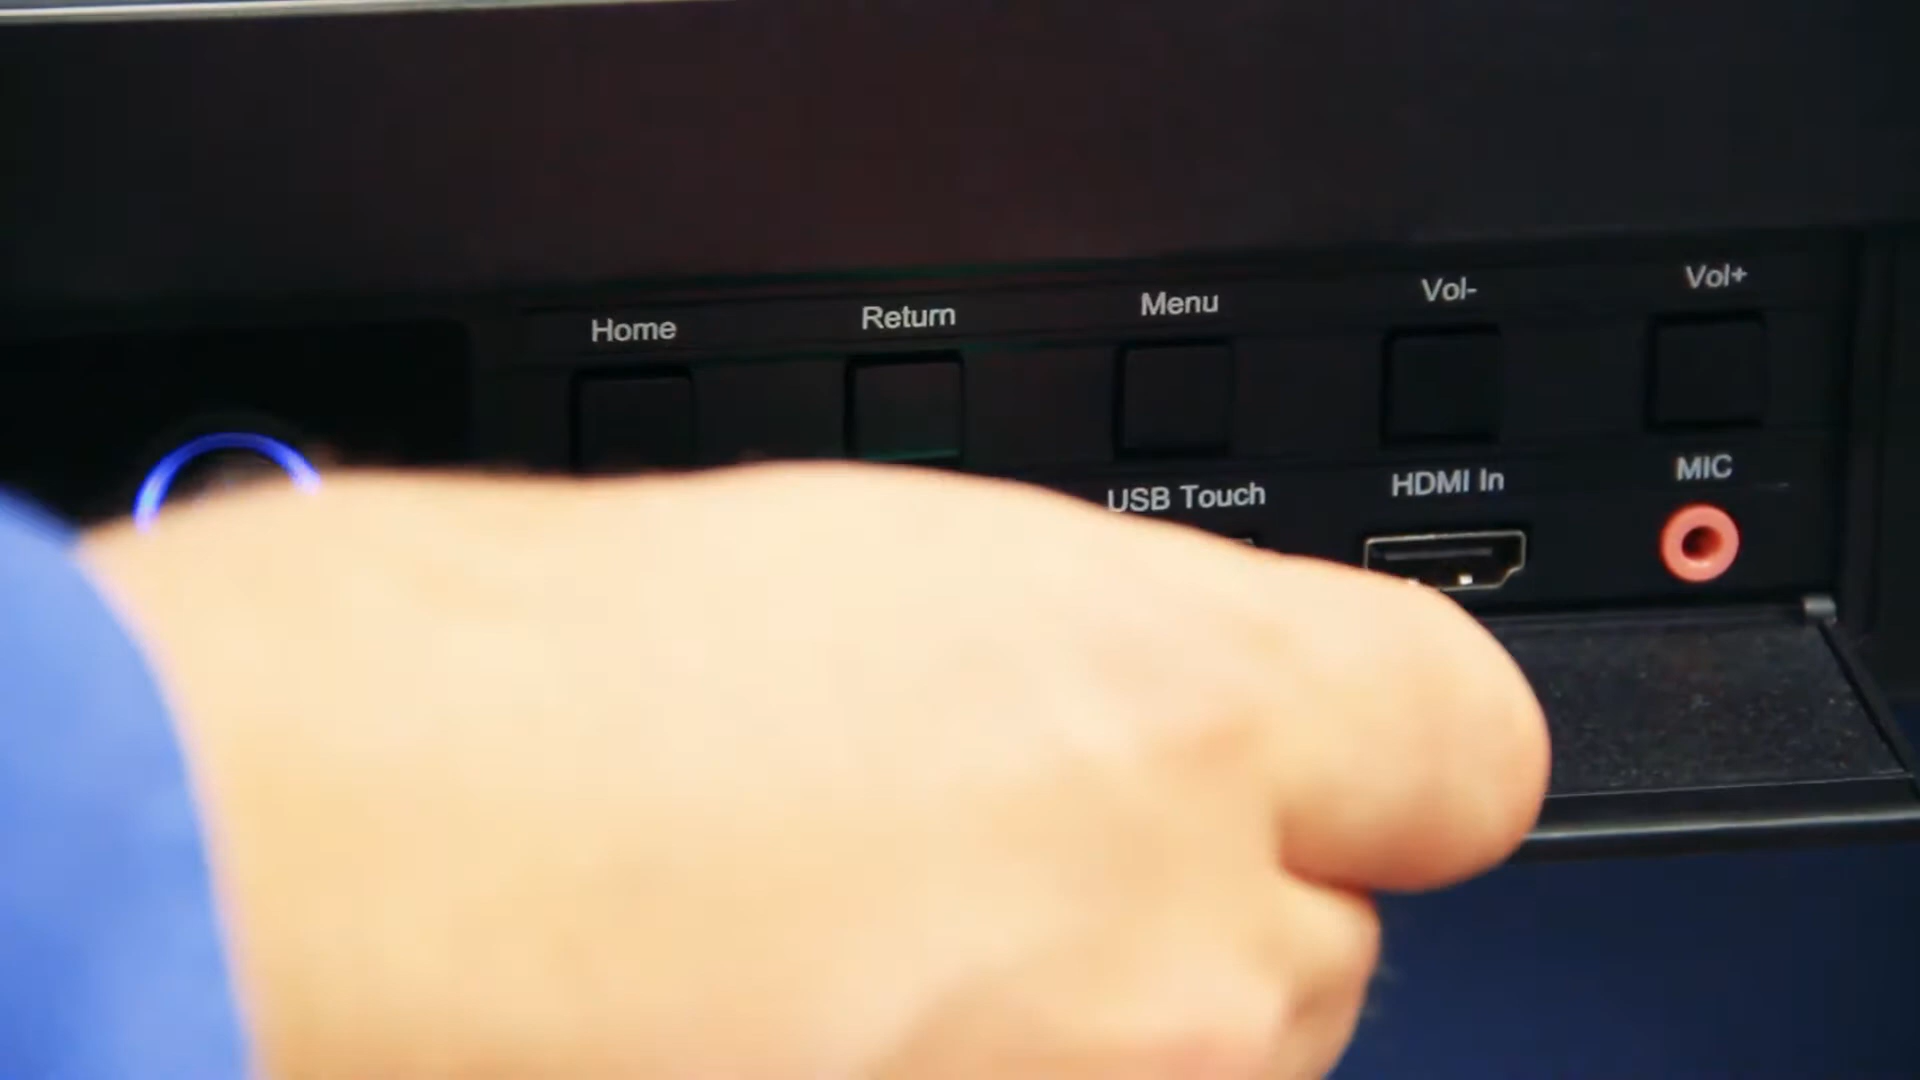 Home
Return
Menu
Vol-
Vol+
USB Touch
HDMI In
MIC